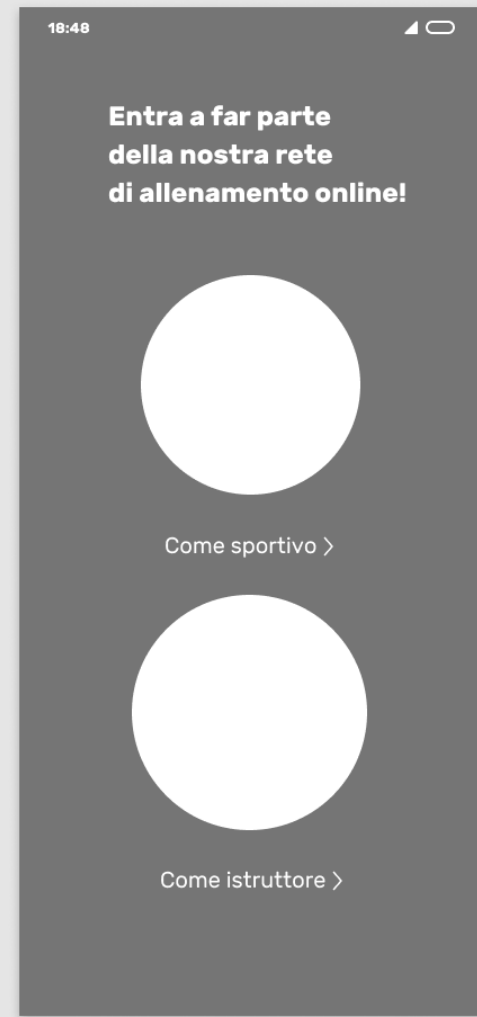 18:48
Entra a far parte
della nostra rete
di allenamento online!
Come sportivo >
Come istruttore >